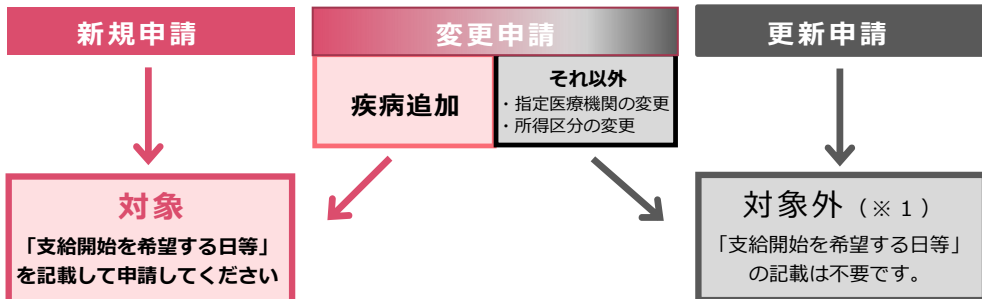 新規申請
変更申請
更新申請
疾病追加
それ以外
・指定医療機関の変更
・所得区分の変更
対象
「支給開始を希望する日等」
を記載して申請してください
対象外（※１）
「支給開始を希望する日等」
の記載は不要です。